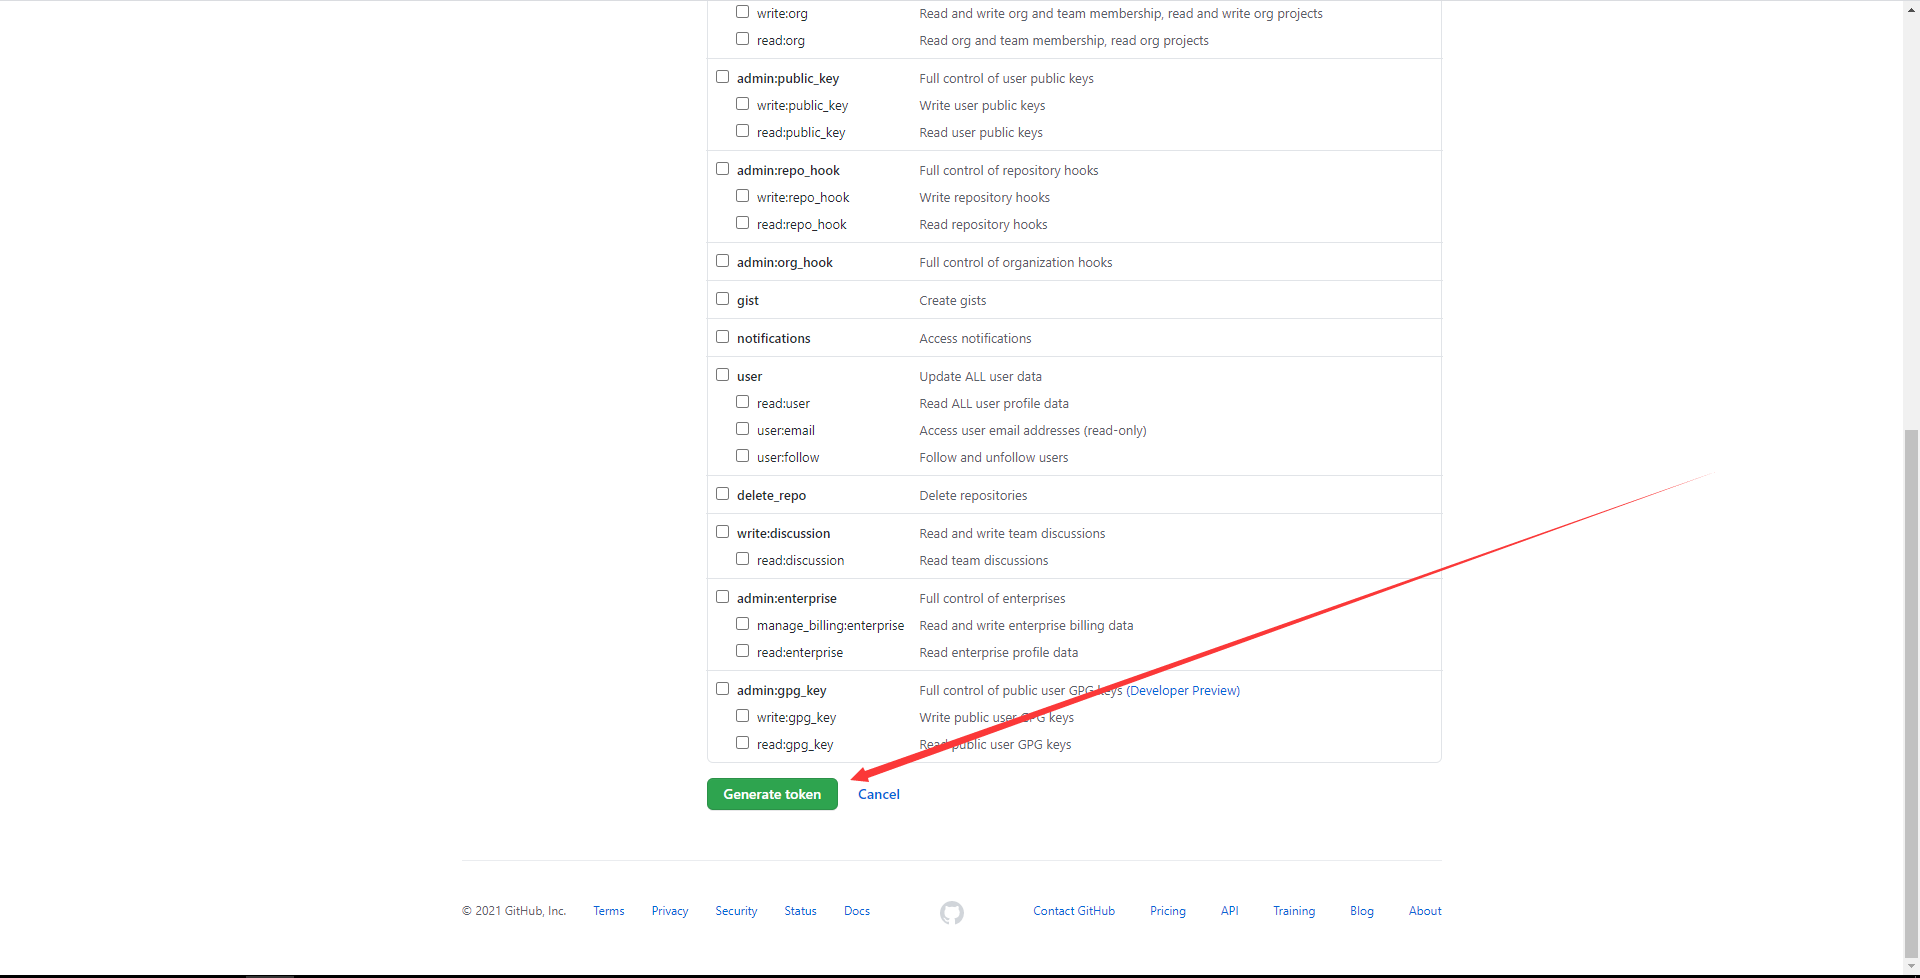 write:org Read and write org and team membership, read and write org projects
read:org Read org and team membership, read org projects
admin:public_key Full control of user public keys
write:public_key Write user public keys
read:public_key Read user public keys
admin:repo_hook Full control of repository hooks
write:repo_hook Write repository hooks
read:repo_hook Read repository hooks
admin:org_hook Full control of organization hooks
gist Create gists
notifications Access notifications
user Update ALL user data
read:user Read ALL user profile data
user:email Access user email addresses (read-only)
user:follow Follow and unfollow users
delete_repo Delete repositories
write:discussion Read and write team discussions
read:discussion Read team discussions
admin:enterprise Full control of enterprises
manage_billing:enterprise Read and write enterprise billing data
read:enterprise Read enterprise profile data
admin:gpg_key Full control of public user GPG keys (Developer Preview)
write:gpg_key Write public user GPG keys
read:gpg_key Read public user GPG keys
Generate token Cancel
© 2021 GitHub, Inc. Terms Privacy Security Status Docs Contact GitHub Pricing API Training Blog About